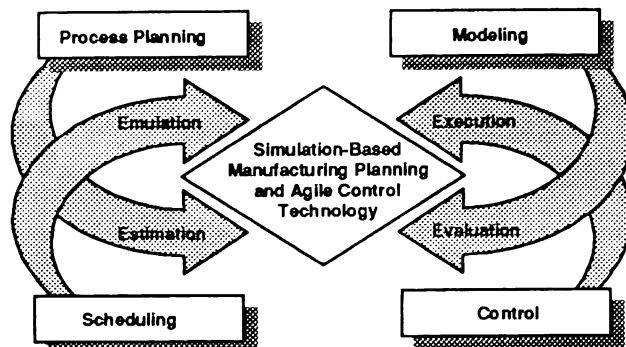 Process Planning
Modeling
Emulation
Execution
Simulation-Based
Manufacturing Planning
and Agile Control
Technology
Estimation
Evaluation
Scheduling
Control